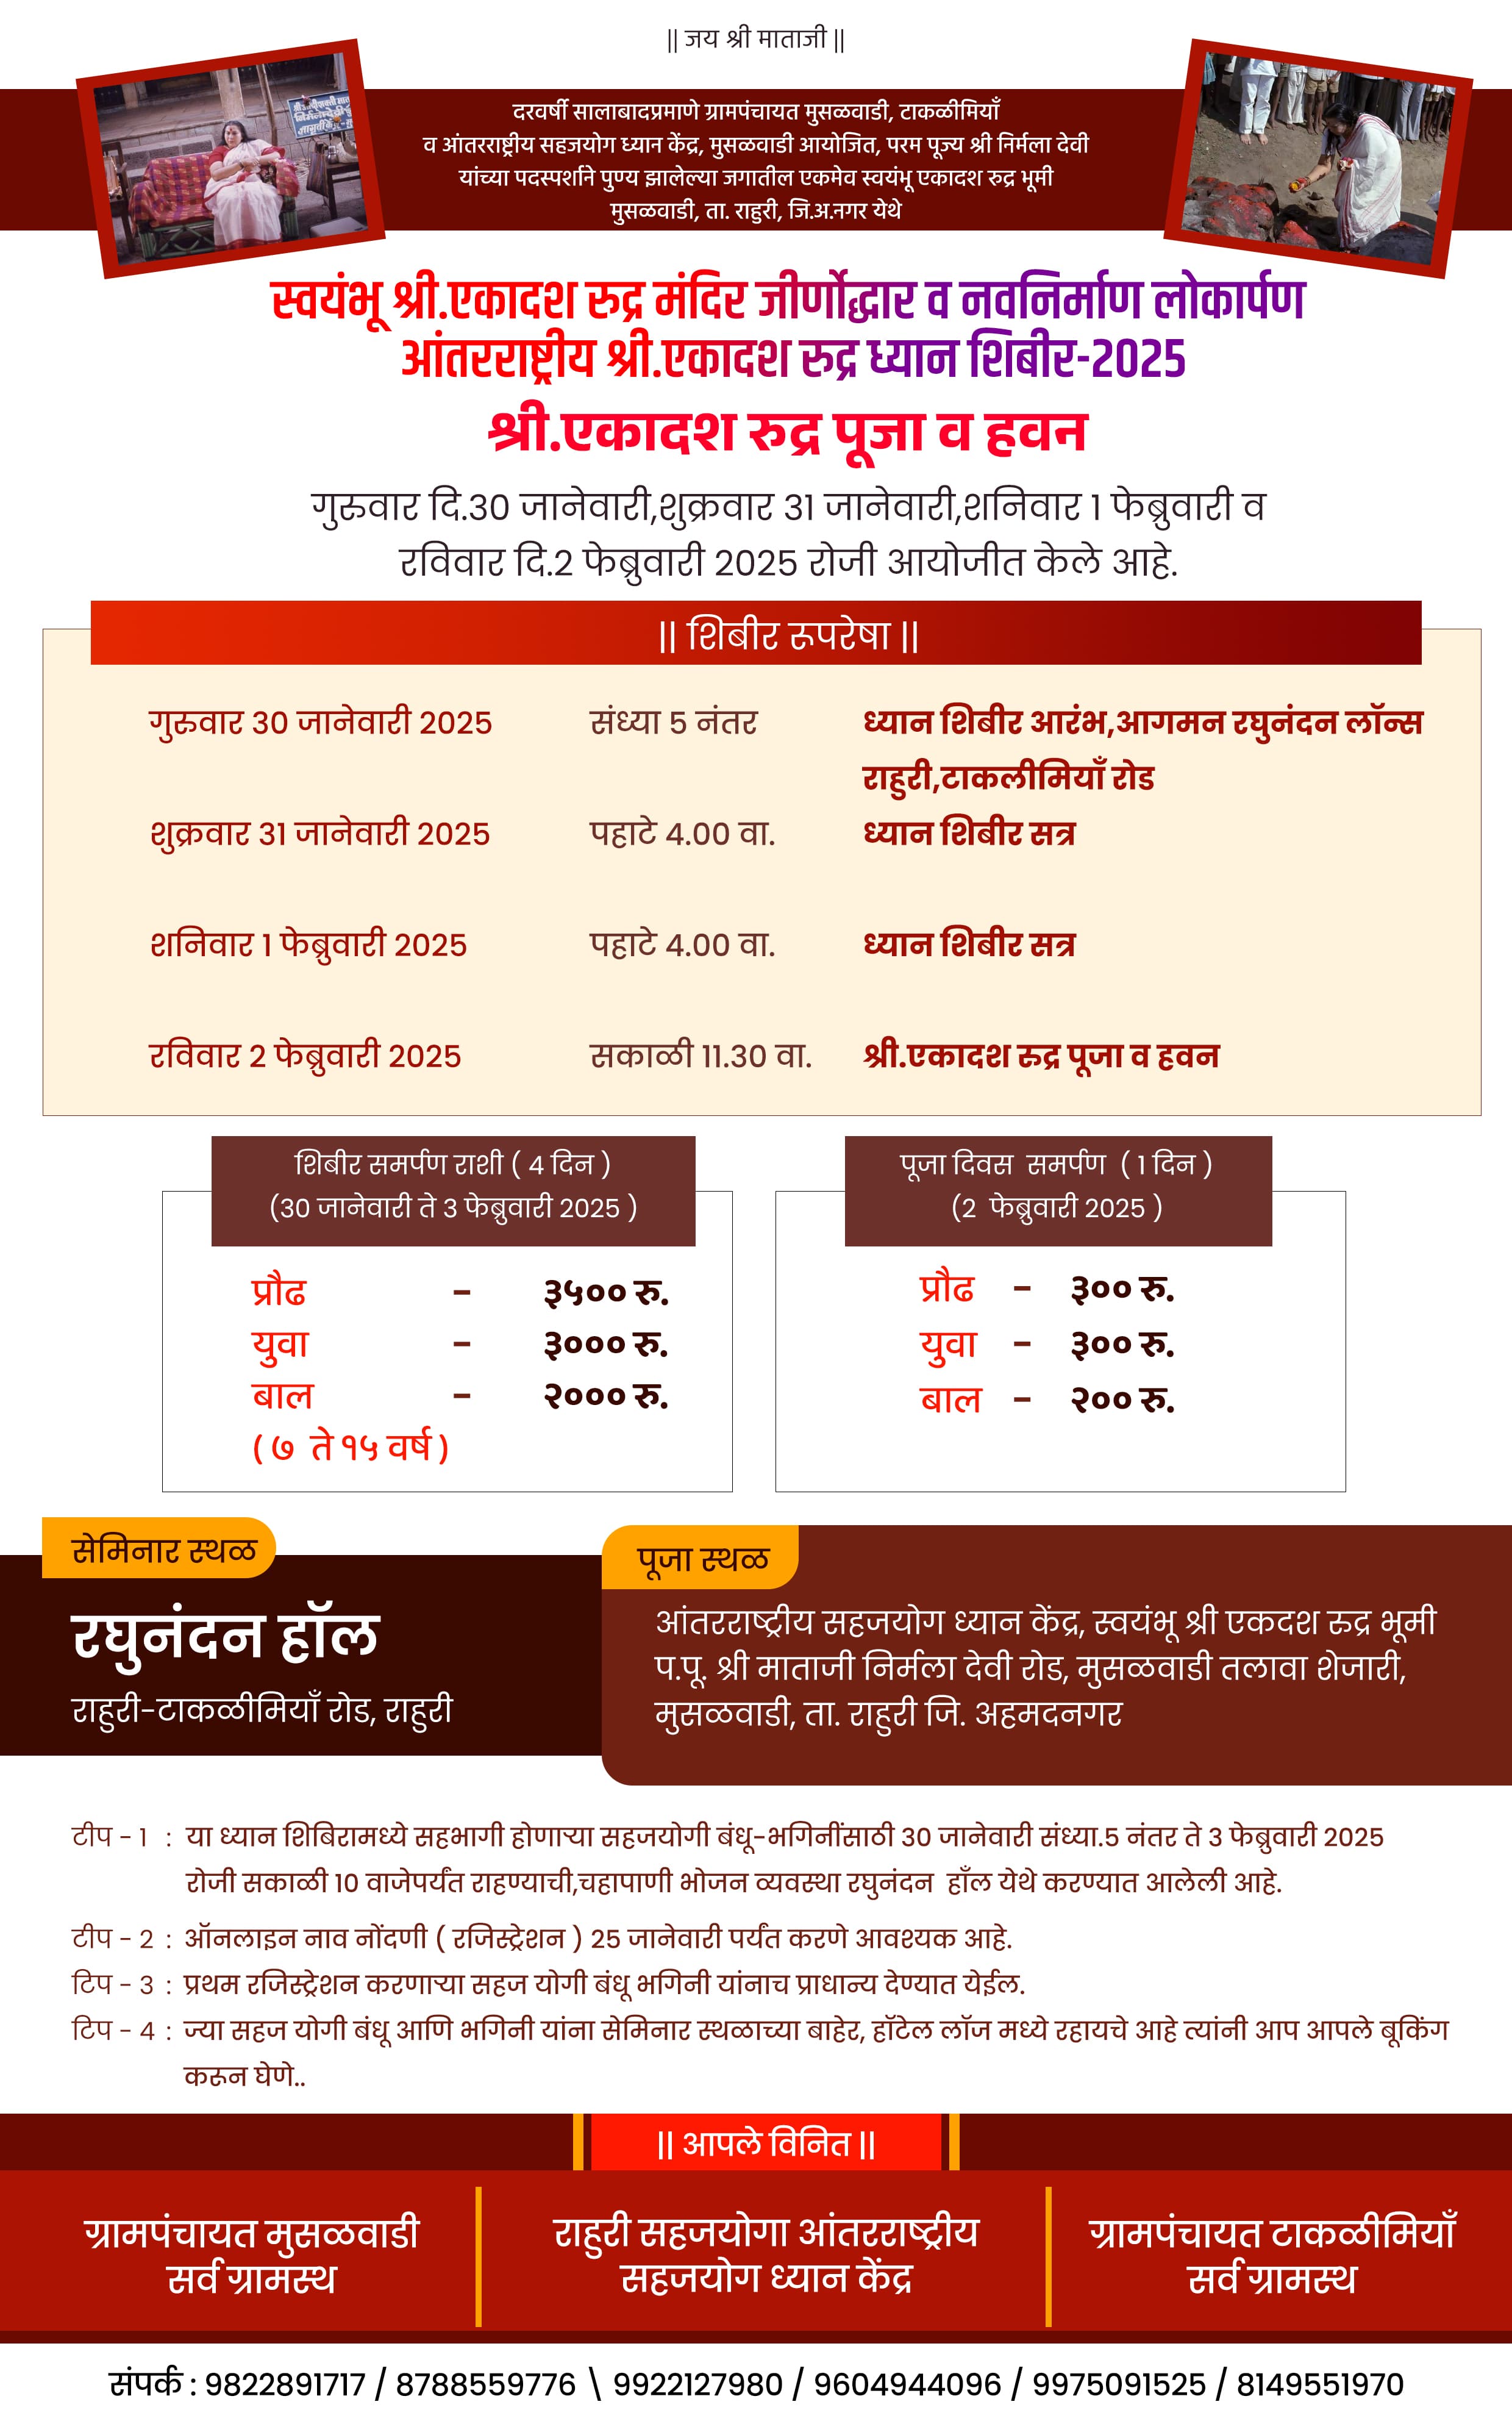 || जय श्री माताजी ||
दरवर्षी सालाबादप्रमाणे ग्रामपंचायत मुसळवाडी, टाकळीमियाँ
व आंतरराष्ट्रीय सहजयोग ध्यान केंद्र, मुसळवाडी आयोजित, परम पूज्य श्री निर्मला देवी
यांच्या पदस्पर्शाने पुण्य झालेल्या जगातील एकमेव स्वयंभू एकादश रुद्र भूमी
मुसळवाडी, ता. राहुरी, जि.अ.नगर येथे
स्वयंभू श्री.एकादश रुद्र मंदिर जीर्णोद्धार व नवनिर्माण लोकार्पण
आंतरराष्ट्रीय श्री.एकादश रुद्र ध्यान शिबीर-2025
श्री.एकादश रुद्र पूजा व हवन
गुरुवार दि.30 जानेवारी,शुक्रवार 31 जानेवारी,शनिवार 1 फेब्रुवारी व
रविवार दि.2 फेब्रुवारी 2025 रोजी आयोजीत केले आहे.
|| शिबीर रूपरेषा ||
गुरुवार 30 जानेवारी 2025 संध्या 5 नंतर ध्यान शिबीर आरंभ,आगमन रघुनंदन लॉन्स
राहुरी,टाकलीमियाँ रोड
शुक्रवार 31 जानेवारी 2025 पहाटे 4.00 वा. ध्यान शिबीर सत्र
शनिवार 1 फेब्रुवारी 2025 पहाटे 4.00 वा. ध्यान शिबीर सत्र
रविवार 2 फेब्रुवारी 2025 सकाळी 11.30 वा. श्री.एकादश रुद्र पूजा व हवन
शिबीर समर्पण राशी ( 4 दिन )
(30 जानेवारी ते 3 फेब्रुवारी 2025 )
प्रौढ - ३५०० रु.
युवा - ३००० रु.
बाल - २००० रु.
( ७ ते १५ वर्ष )
पूजा दिवस समर्पण ( 1 दिन )
(2 फेब्रुवारी 2025 )
प्रौढ - ३०० रु.
युवा - ३०० रु.
बाल - २०० रु.
सेमिनार स्थळ
रघुनंदन हॉल
राहुरी-टाकळीमियाँ रोड, राहुरी
पूजा स्थळ
आंतरराष्ट्रीय सहजयोग ध्यान केंद्र, स्वयंभू श्री एकदश रुद्र भूमी
प.पू. श्री माताजी निर्मला देवी रोड, मुसळवाडी तलावा शेजारी,
मुसळवाडी, ता. राहुरी जि. अहमदनगर
टीप - 1 : या ध्यान शिबिरामध्ये सहभागी होणाऱ्या सहजयोगी बंधू-भगिनींसाठी 30 जानेवारी संध्या.5 नंतर ते 3 फेब्रुवारी 2025
रोजी सकाळी 10 वाजेपर्यंत राहण्याची,चहापाणी भोजन व्यवस्था रघुनंदन हाँल येथे करण्यात आलेली आहे.
टीप - 2 : ऑनलाइन नाव नोंदणी ( रजिस्ट्रेशन ) 25 जानेवारी पर्यंत करणे आवश्यक आहे.
टिप - 3 : प्रथम रजिस्ट्रेशन करणाऱ्या सहज योगी बंधू भगिनी यांनाच प्राधान्य देण्यात येईल.
टिप - 4 : ज्या सहज योगी बंधू आणि भगिनी यांना सेमिनार स्थळाच्या बाहेर, हॉटेल लॉज मध्ये रहायचे आहे त्यांनी आप आपले बूकिंग
करून घेणे..
|| आपले विनित ||
ग्रामपंचायत मुसळवाडी
सर्व ग्रामस्थ
राहुरी सहजयोगा आंतरराष्ट्रीय
सहजयोग ध्यान केंद्र
ग्रामपंचायत टाकळीमियाँ
सर्व ग्रामस्थ
संपर्क : 9822891717 / 8788559776 \ 9922127980 / 9604944096 / 9975091525 / 8149551970